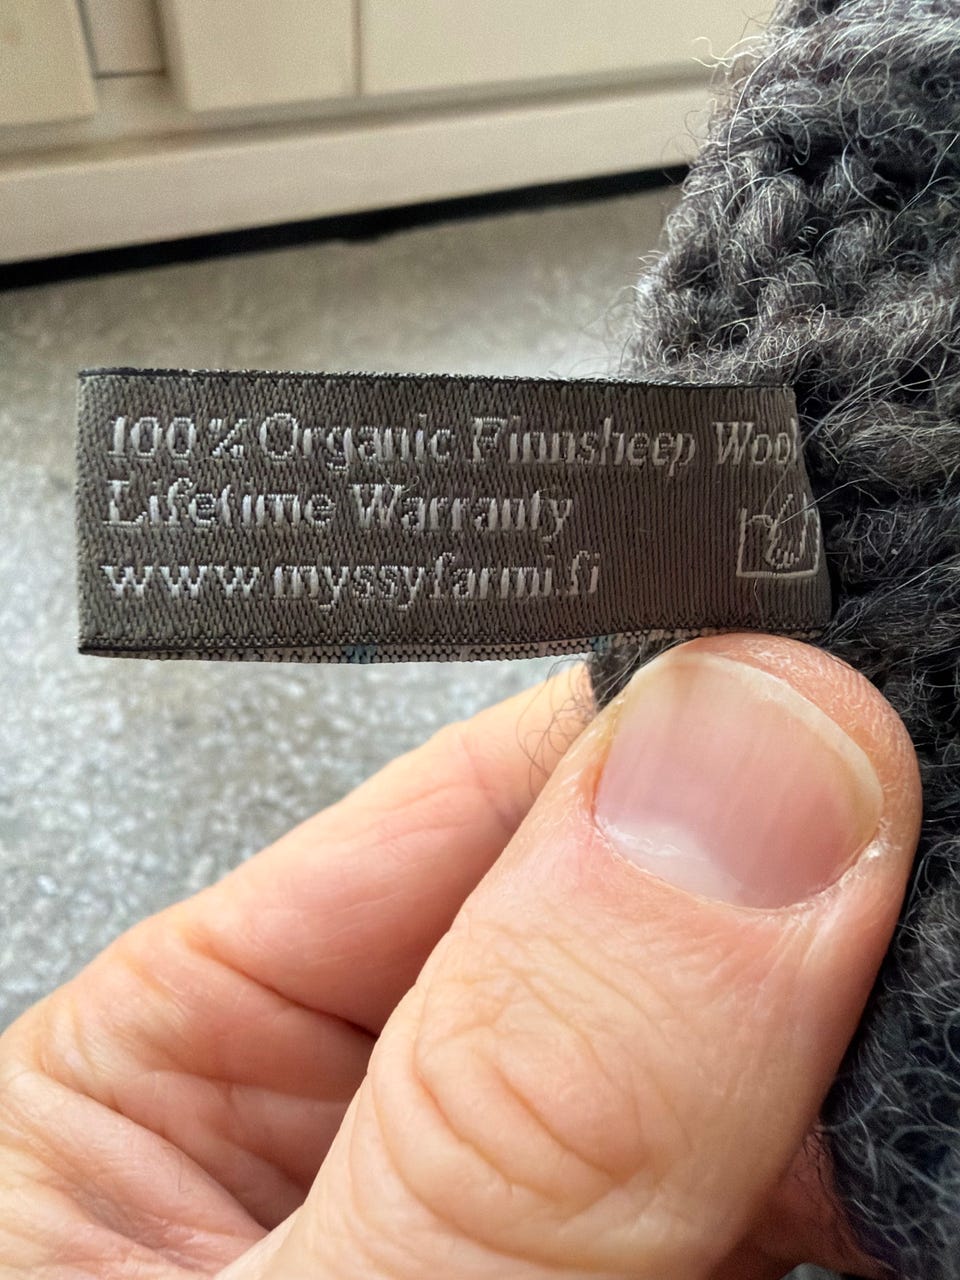 100% Organic Finnsheep Wool
Lifetime Warranty
www.myssyfarmi.fi